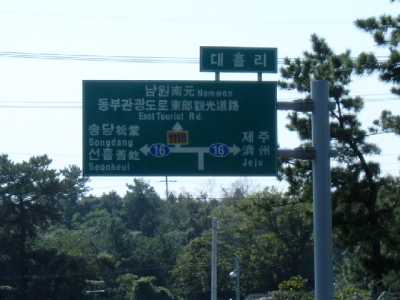 대흘리
남원南元 Namwon
동부관광도로東部觀光道路
East Tourist Rd.
송당松堂
Songdang
선흘善屹
Seonheul
1118
16
16
제주
濟州
Jeju